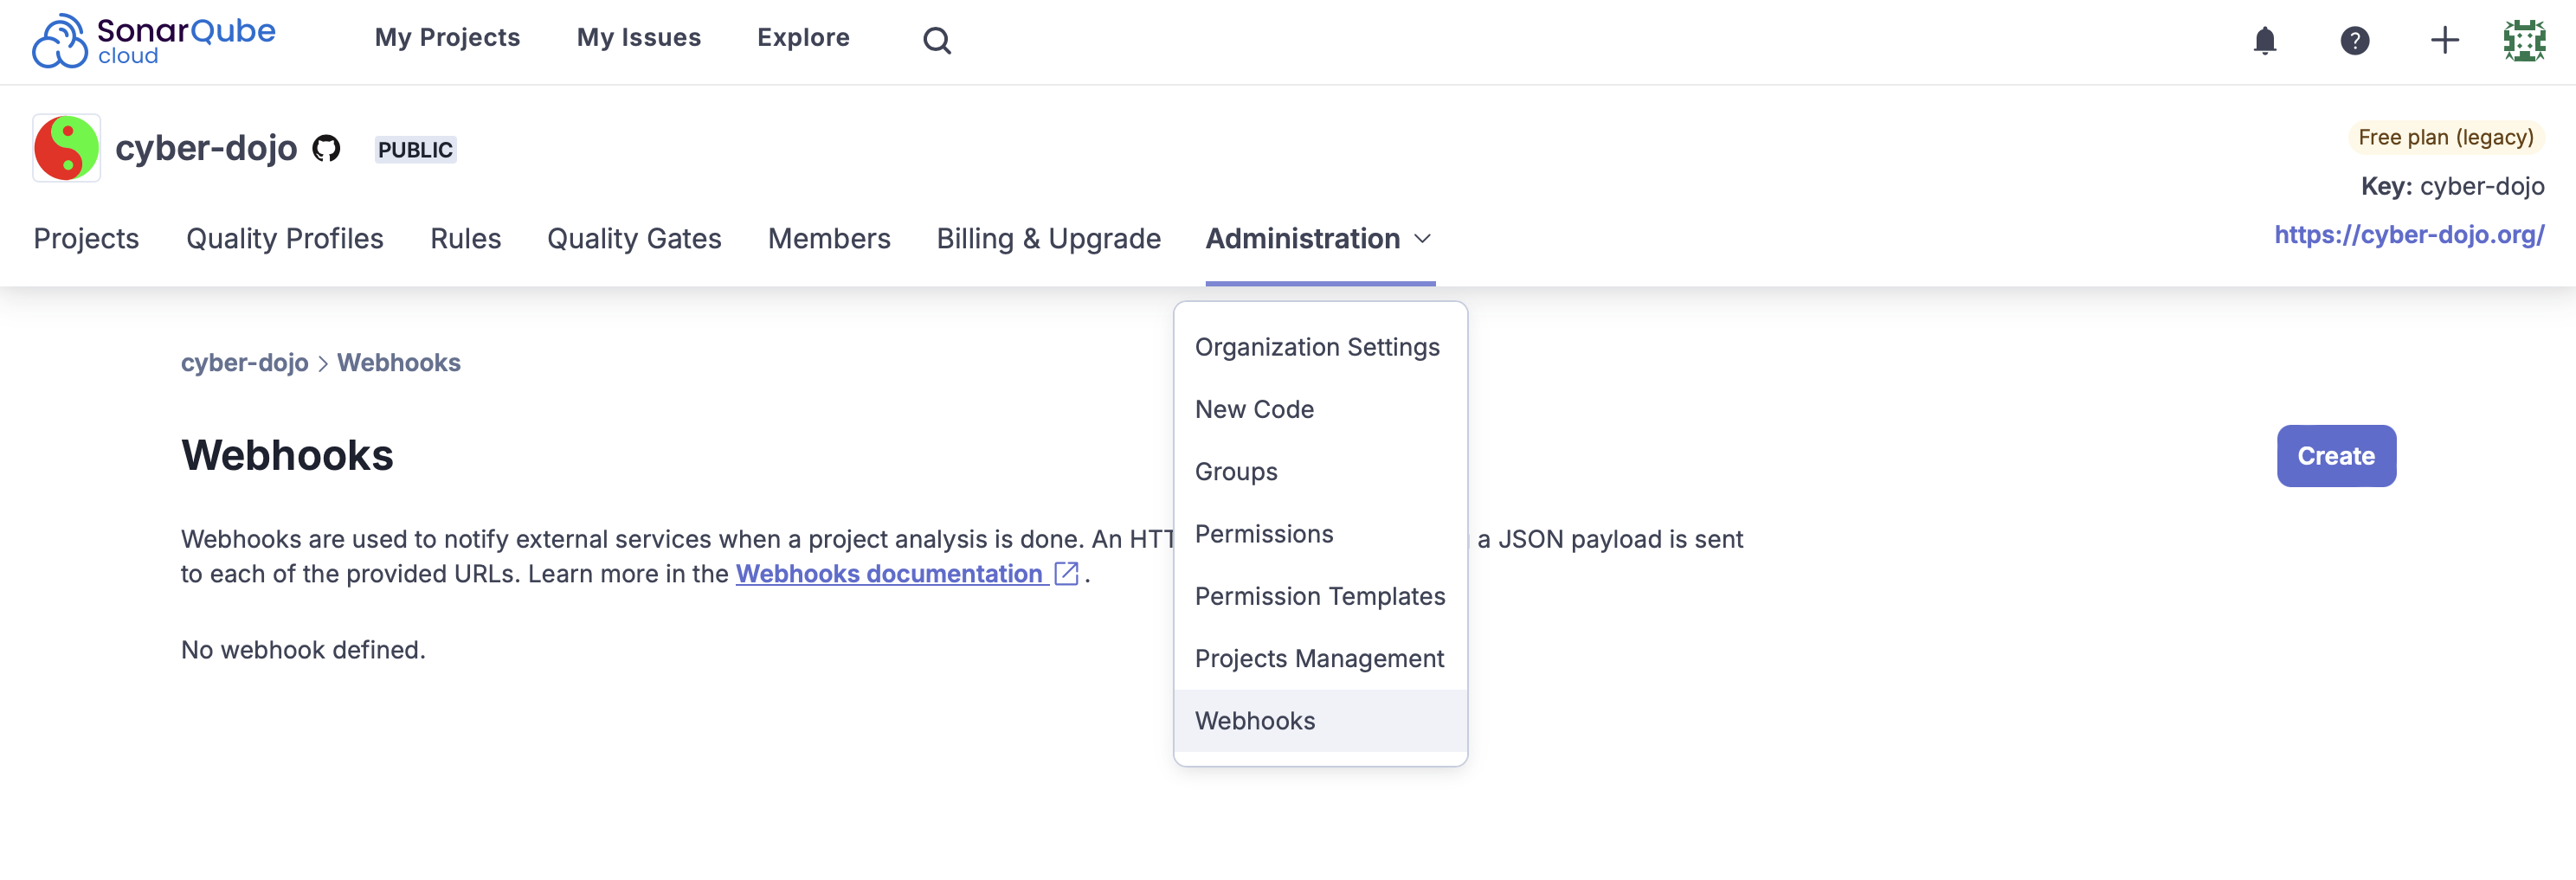 SonarQube cloud
My Projects My Issues Explore
?
cyber-dojo PUBLIC
Free plan (legacy)
Key: cyber-dojo
https://cyber-dojo.org/
Projects Quality Profiles Rules Quality Gates Members Billing & Upgrade Administration
Organization Settings
New Code
Groups
Permissions
Permission Templates
Projects Management
Webhooks
cyber-dojo > Webhooks
Webhooks
Create
Webhooks are used to notify external services when a project analysis is done. An a JSON payload is sent
to each of the provided URLs. Learn more in the Webhooks documentation .
No webhook defined.